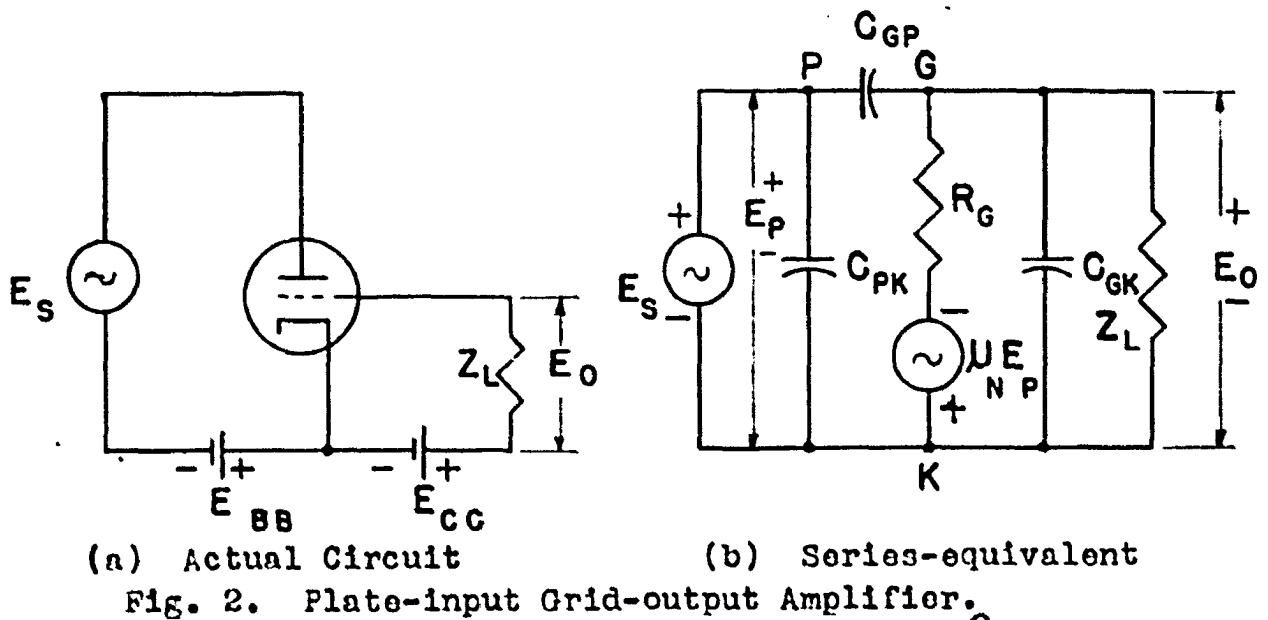 E_S
Z_L
E_O
- +
E_BB
- +
E_CC
C_GP
P
G
+
E_S
-
+
E_P
-
C_PK
R_G
-
μ_N E_P
+
C_GK
Z_L
+
E_O
-
K
(a) Actual Circuit
(b) Series-equivalent
Fig. 2. Plate-input Grid-output Amplifier.